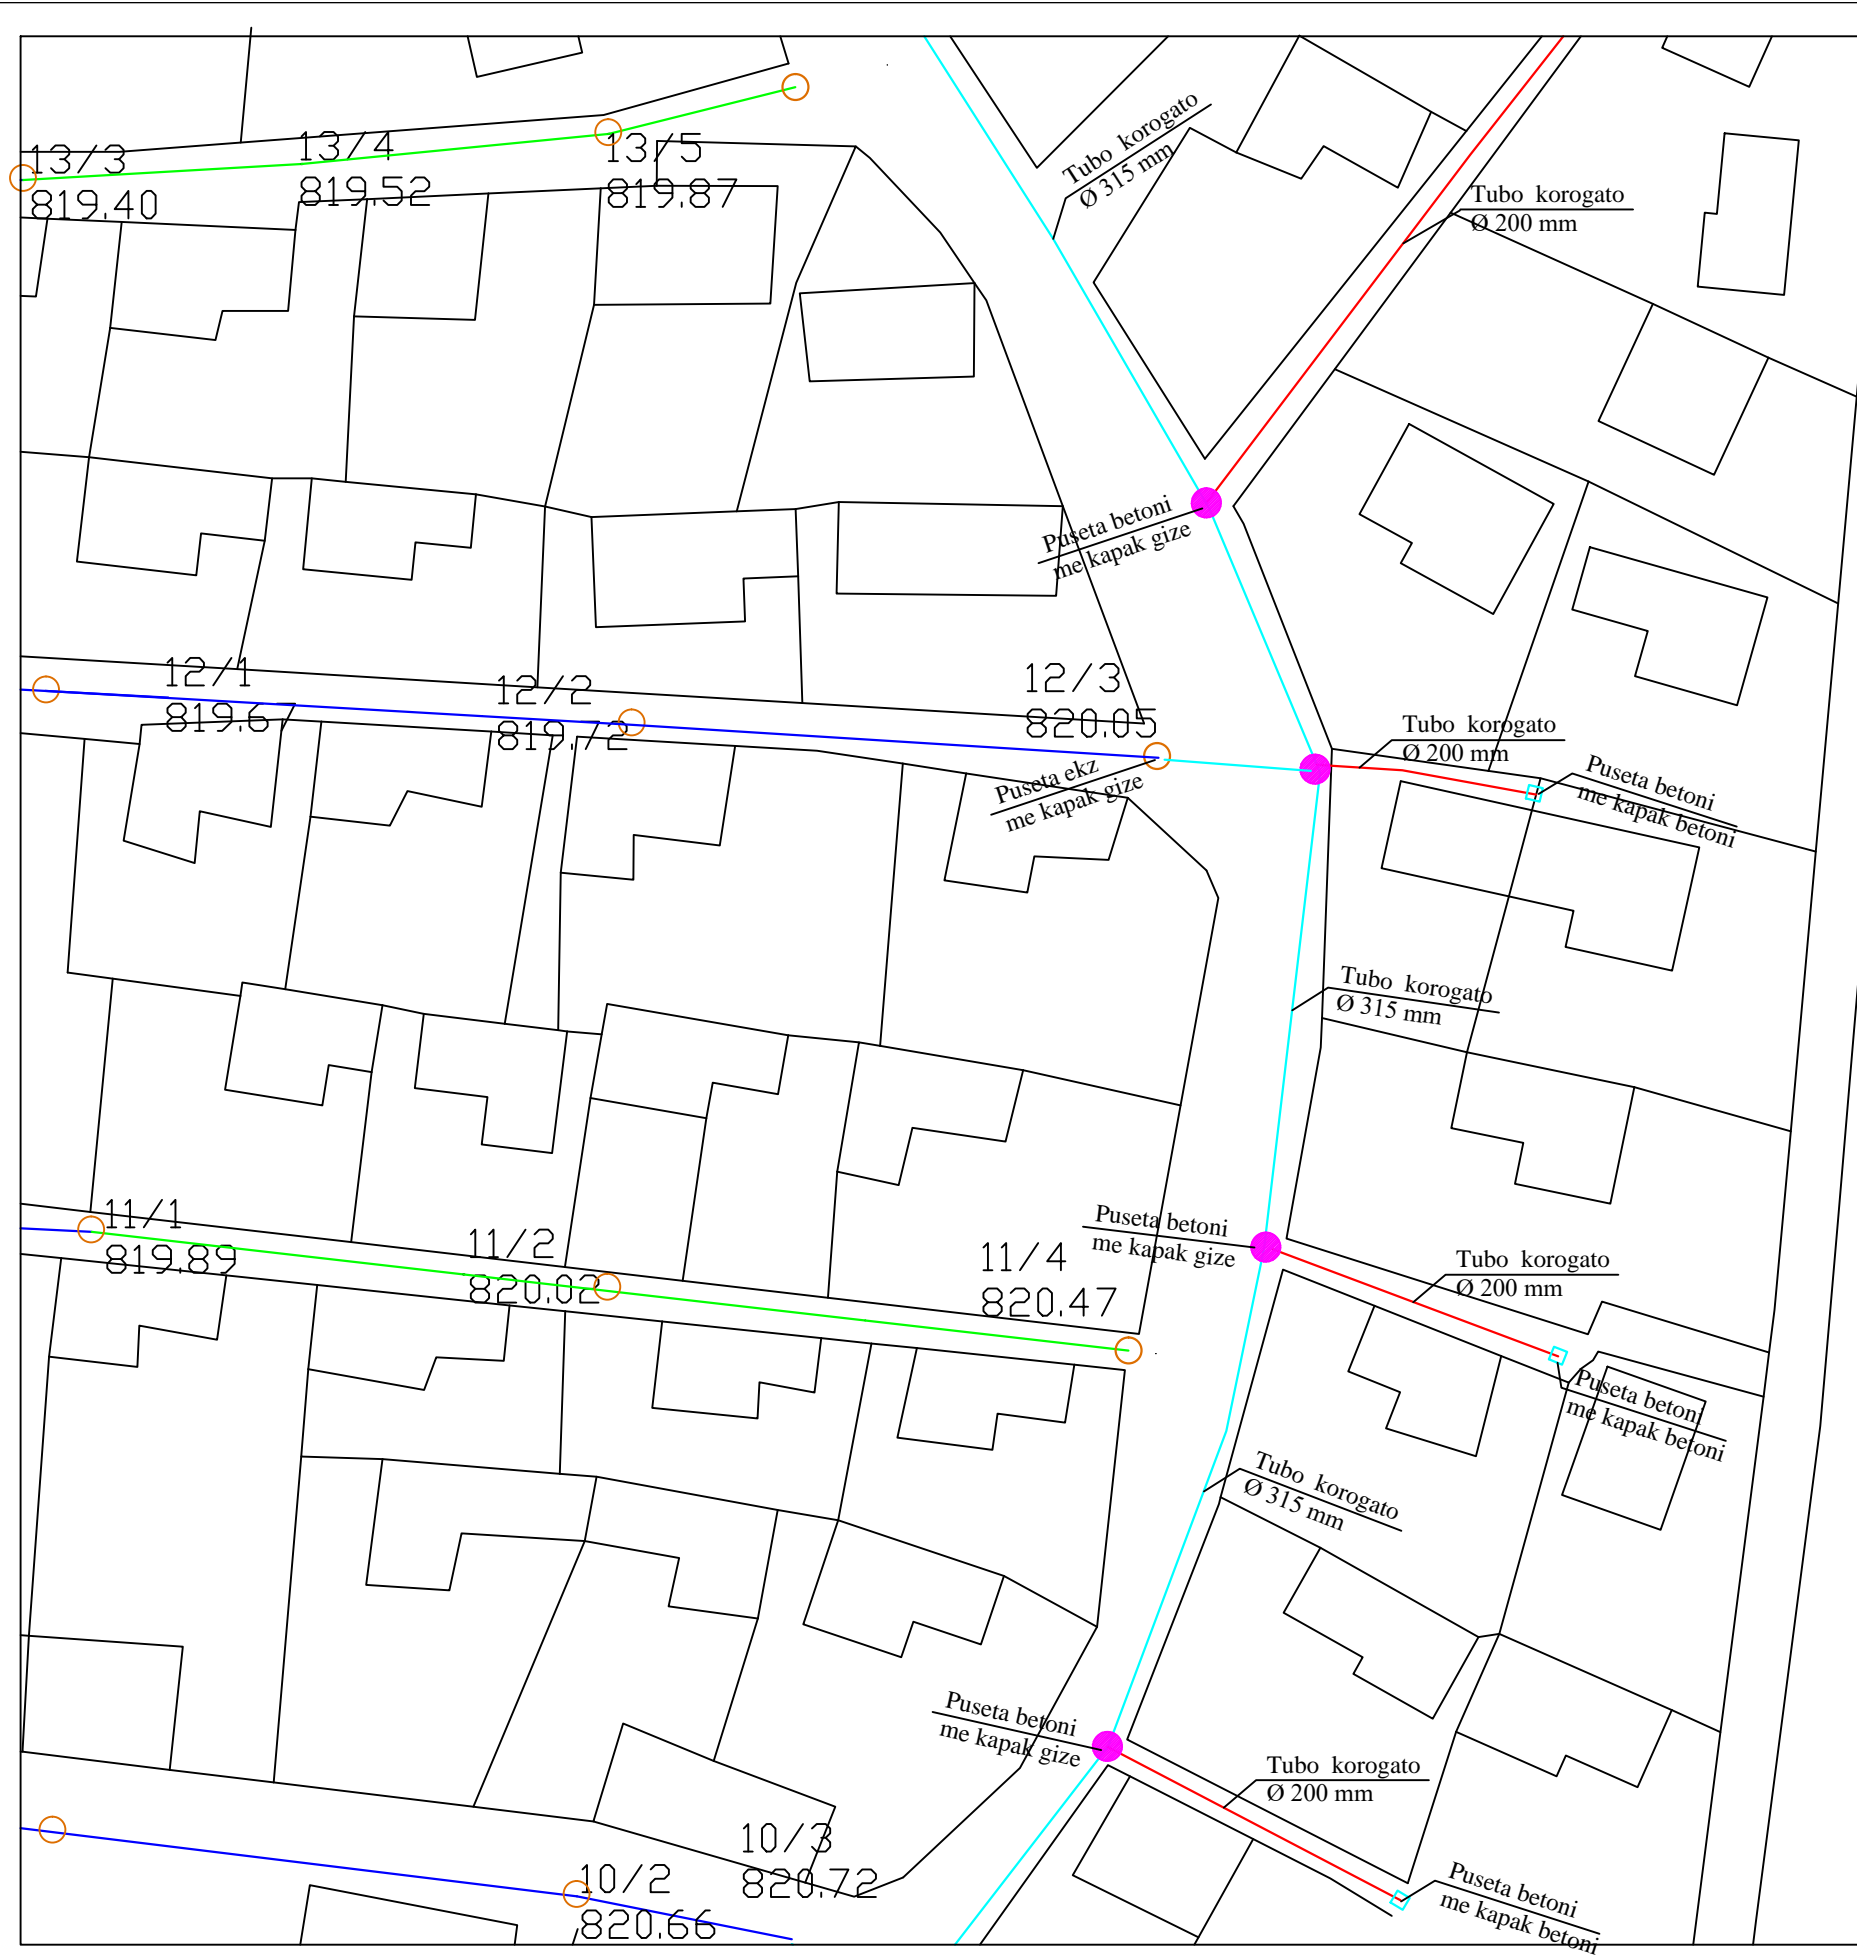 Tubo korogato
Ø 315 mm
13/3
819.40
13/4
819.52
13/5
819.87
Tubo korogato
Ø 200 mm
Puseta betoni
me kapak gize
12/1
819.67
12/2
819.72
12/3
820.05
Tubo korogato
Ø 200 mm
Puseta ekz
me kapak gize
Puseta betoni
me kapak betoni
Tubo korogato
Ø 315 mm
11/1
819.89
11/2
820.02
11/4
820.47
Puseta betoni
me kapak gize
Tubo korogato
Ø 200 mm
Puseta betoni
me kapak betoni
Tubo korogato
Ø 315 mm
Puseta betoni
me kapak gize
Tubo korogato
Ø 200 mm
10/3
820.72
10/2
820.66
Puseta betoni
me kapak betoni